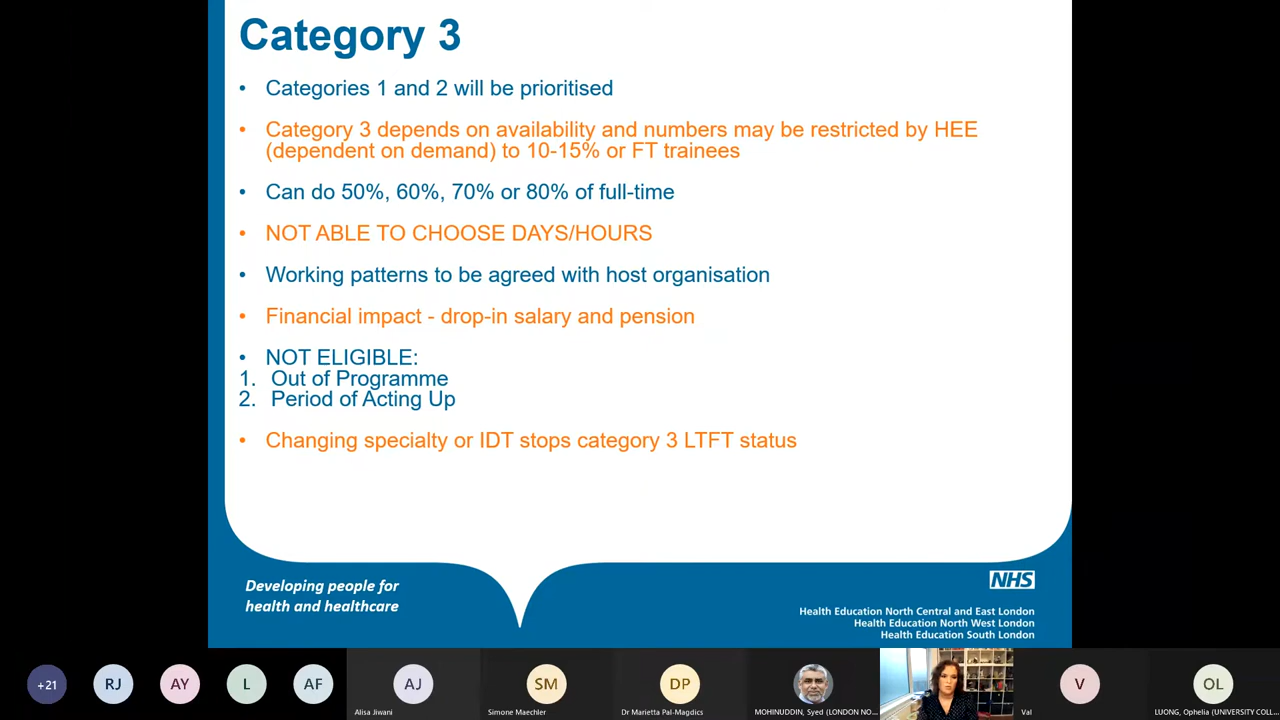 Category 3
• Categories 1 and 2 will be prioritised
• Category 3 depends on availability and numbers may be restricted by HEE
(dependent on demand) to 10-15% or FT trainees
• Can do 50%, 60%, 70% or 80% of full-time
• NOT ABLE TO CHOOSE DAYS/HOURS
• Working patterns to be agreed with host organisation
• Financial impact - drop-in salary and pension
• NOT ELIGIBLE:
1. Out of Programme
2. Period of Acting Up
• Changing specialty or IDT stops category 3 LTFT status
Developing people for
health and healthcare
NHS
Health Education North Central and East London
Health Education North West London
Health Education South London
+21
RJ
AY
L
AF
AJ
SM
DP
V
OL
Alisa Jiwani
Simone Maechler
Dr Marietta Pal-Magdics
MOHINUDDIN, Syed (LONDON NO...
Val
LUONG, Ophelia (UNIVERSITY COLL...